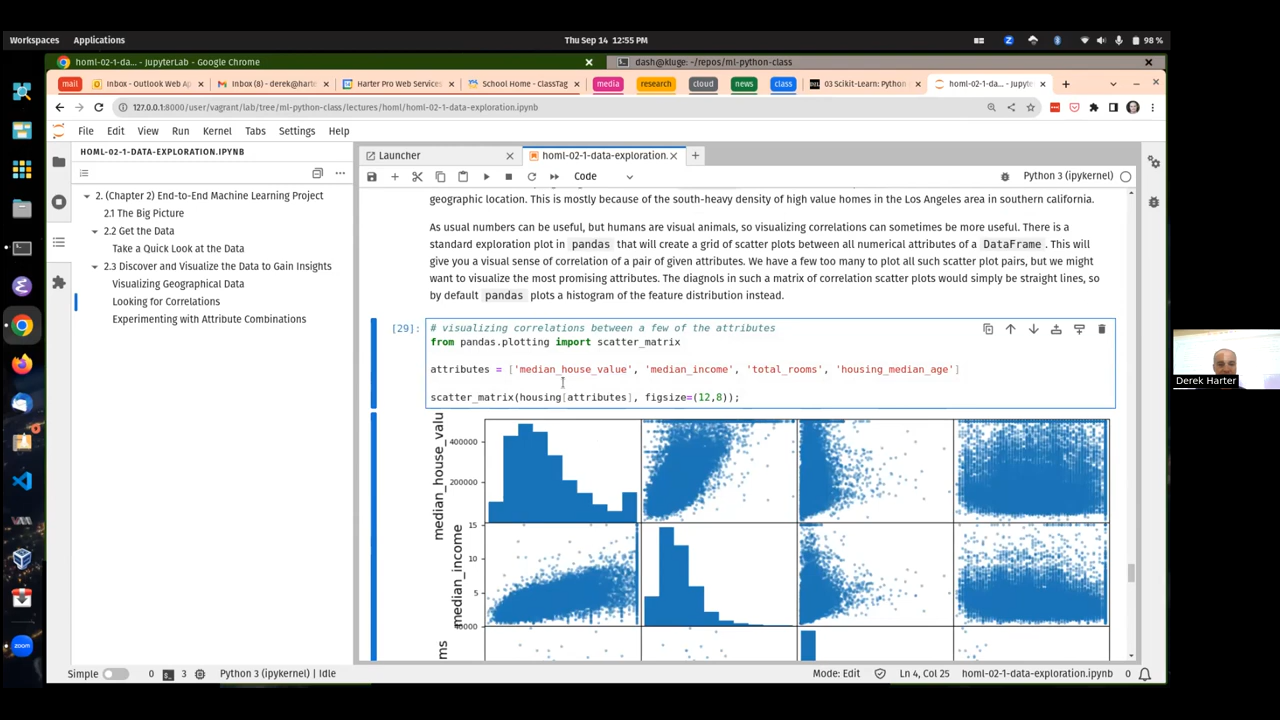 Workspaces Applications Thu Sep 14 12:55 PM 98 %
homl-02-1-da... - JupyterLab - Google Chrome dash@kluge: ~/repos/ml-python-class
mail Inbox - Outlook Web Ap Inbox (8) - derek@harte Harter Pro Web Services School Home - ClassTag media research cloud news class 03 Scikit-Learn: Python homl-02-1-da... - Jupyte
127.0.0.1:8000/user/vagrant/lab/tree/ml-python-class/lectures/homl/homl-02-1-data-exploration.ipynb
File Edit View Run Kernel Tabs Settings Help
HOML-02-1-DATA-EXPLORATION.IPYNB
Launcher homl-02-1-data-exploration.
Code Python 3 (ipykernel)
2. (Chapter 2) End-to-End Machine Learning Project
2.1 The Big Picture
2.2 Get the Data
Take a Quick Look at the Data
2.3 Discover and Visualize the Data to Gain Insights
Visualizing Geographical Data
Looking for Correlations
Experimenting with Attribute Combinations
geographic location. This is mostly because of the south-heavy density of high value homes in the Los Angeles area in southern california.
As usual numbers can be useful, but humans are visual animals, so visualizing correlations can sometimes be more useful. There is a
standard exploration plot in pandas that will create a grid of scatter plots between all numerical attributes of a DataFrame. This will
give you a visual sense of correlation of a pair of given attributes. We have a few too many to plot all such scatter plot pairs, but we might
want to visualize the most promising attributes. The diagnols in such a matrix of correlation scatter plots would simply be straight lines, so
by default pandas plots a histogram of the feature distribution instead.
[29]: # visualizing correlations between a few of the attributes
from pandas.plotting import scatter_matrix
attributes = ['median_house_value', 'median_income', 'total_rooms', 'housing_median_age']
scatter_matrix(housing[attributes], figsize=(12,8));
median_house_valu
400000
200000
median_income
15
10
5
ms
40000
Derek Harter
Simple 0 3 Python 3 (ipykernel) | Idle Mode: Edit Ln 4, Col 25 homl-02-1-data-exploration.ipynb 0